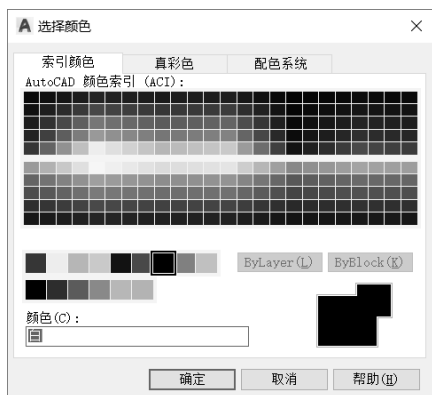 选择颜色
索引颜色 真彩色 配色系统
AutoCAD 颜色索引 (ACI):
ByLayer(L) ByBlock(K)
颜色(C):
白
确定 取消 帮助(H)